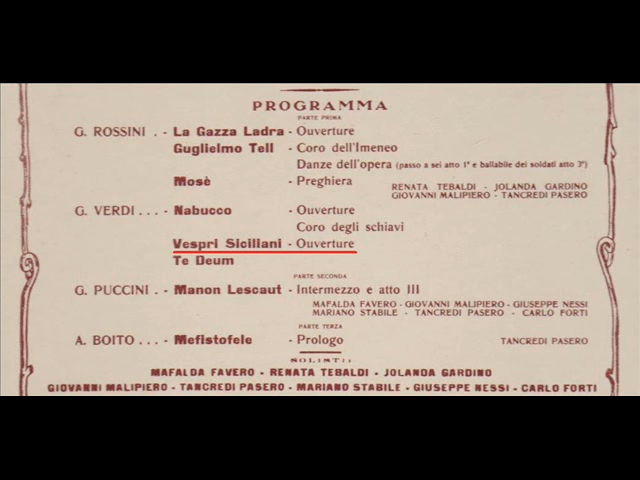 PROGRAMMA
PARTE PRIMA
G. ROSSINI . - La Gazza Ladra - Ouverture
Guglielmo Tell - Coro dell'Imeneo
Danze dell'opera (passo a sei atto 1° e ballabile dei soldati atto 3°)
Mosè - Preghiera
RENATA TEBALDI - JOLANDA GARDINO
GIOVANNI MALIPIERO - TANCREDI PASERO
G. VERDI . . . - Nabucco - Ouverture
Coro degli schiavi
Vespri Siciliani - Ouverture
Te Deum
PARTE SECONDA
G. PUCCINI - Manon Lescaut - Intermezzo e atto III
MAFALDA FAVERO - GIOVANNI MALIPIERO - GIUSEPPE NESSI
MARIANO STABILE - TANCREDI PASERO - CARLO FORTI
PARTE TERZA
A. BOITO . . . - Mefistofele - Prologo TANCREDI PASERO
SOLISTI:
MAFALDA FAVERO - RENATA TEBALDI - JOLANDA GARDINO
GIOVANNI MALIPIERO - TANCREDI PASERO - MARIANO STABILE - GIUSEPPE NESSI - CARLO FORTI